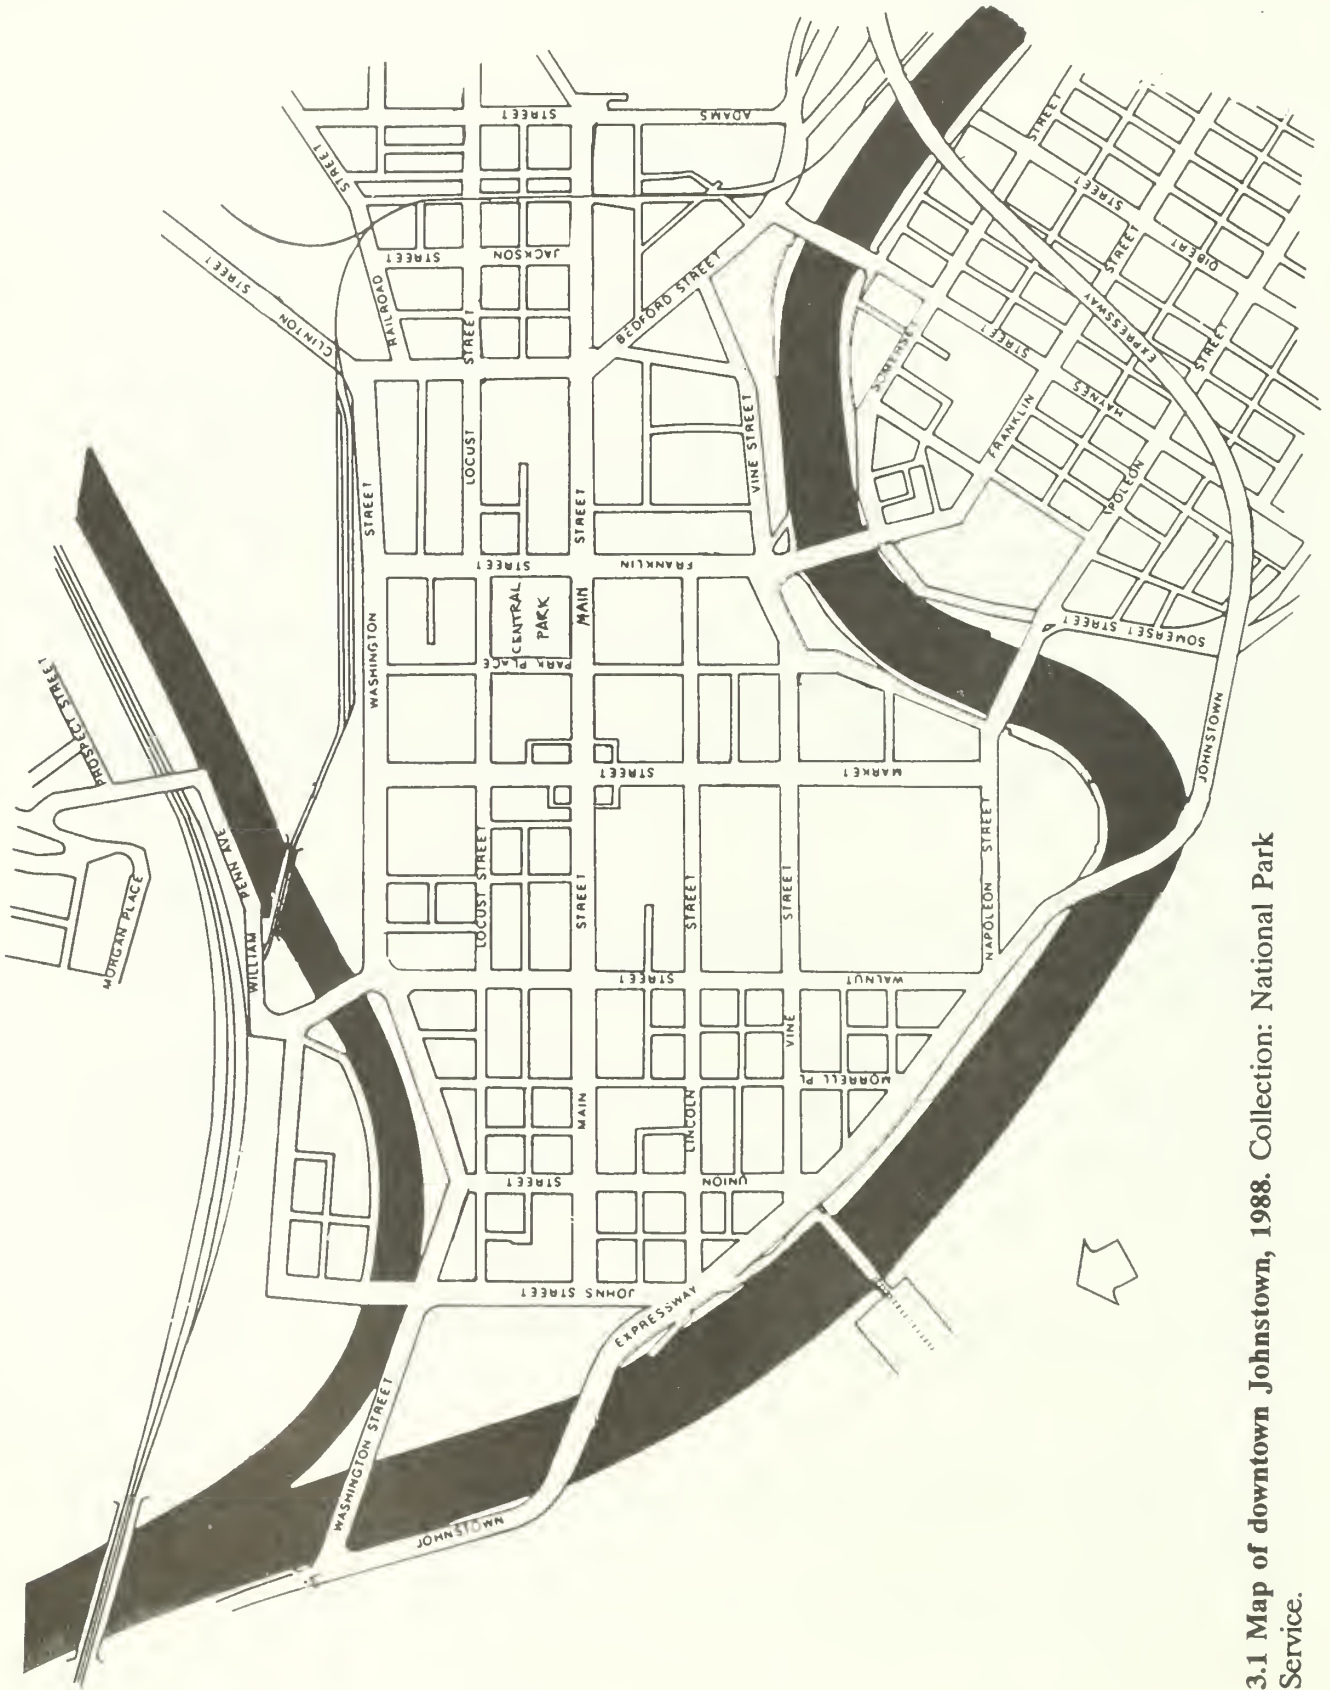 STREET
ADAMS
STREET
STREET
CLINTON
RAILROAD
STREET
JACKSON
BEDFORD STREET
STREET
DIBERT
STREET
STREET
STREET
EXPRESSWAY
STREET
HAYNES
STREET
SOMERSET
FRANKLIN
POLEON
STREET
LOCUST
STREET
STREET
VINE STREET
STREET
FRANKLIN
WASHINGTON
CENTRAL
PARK
MAIN
PARK PLACE
SOMERSET STREET
JOHNSTOWN
PROSPECT STREET
PENN AVE
WILLIAM
MORGAN PLACE
STREET
MARKET
LOCUST STREET
STREET
STREET
STREET
NAPOLEON STREET
STREET
WALNUT
VINE
MORRELL PL
MAIN
LINCOLN
STREET
UNION
JOHNS STREET
EXPRESSWAY
WASHINGTON STREET
JOHNSTOWN
3.1 Map of downtown Johnstown, 1988. Collection: National Park
Service.